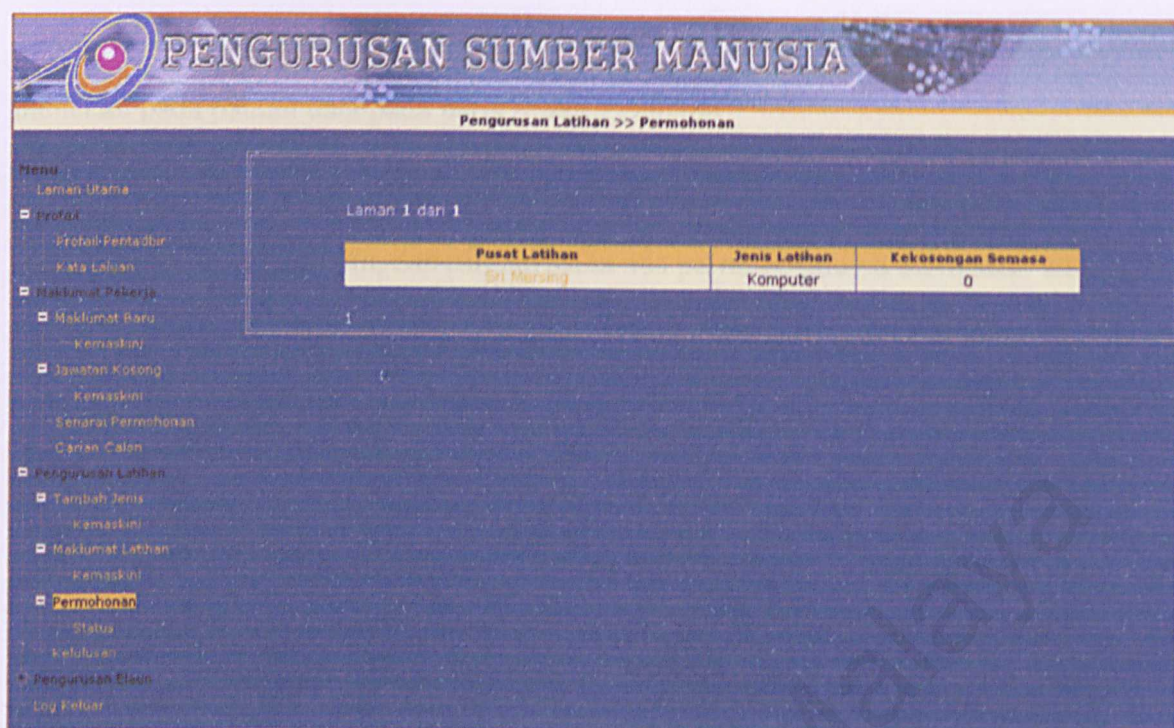 PENGURUSAN SUMBER MANUSIA
Pengurusan Latihan >> Permohonan
Menu
Laman Utama
Profail
Profail Pentadbir
Kata Laluan
Maklumat Pekerja
Maklumat Baru
Kemaskini
Jawatan Kosong
Kemaskini
Senarai Permohonan
Carian Calon
Pengurusan Latihan
Tambah Jenis
Kemaskini
Maklumat Latihan
Kemaskini
Permohonan
Status
Kelulusan
Pengurusan Elaun
Log Keluar
Laman 1 dari 1
Pusat Latihan Jenis Latihan Kekosongan Semasa
Sri Mersing Komputer 0
1